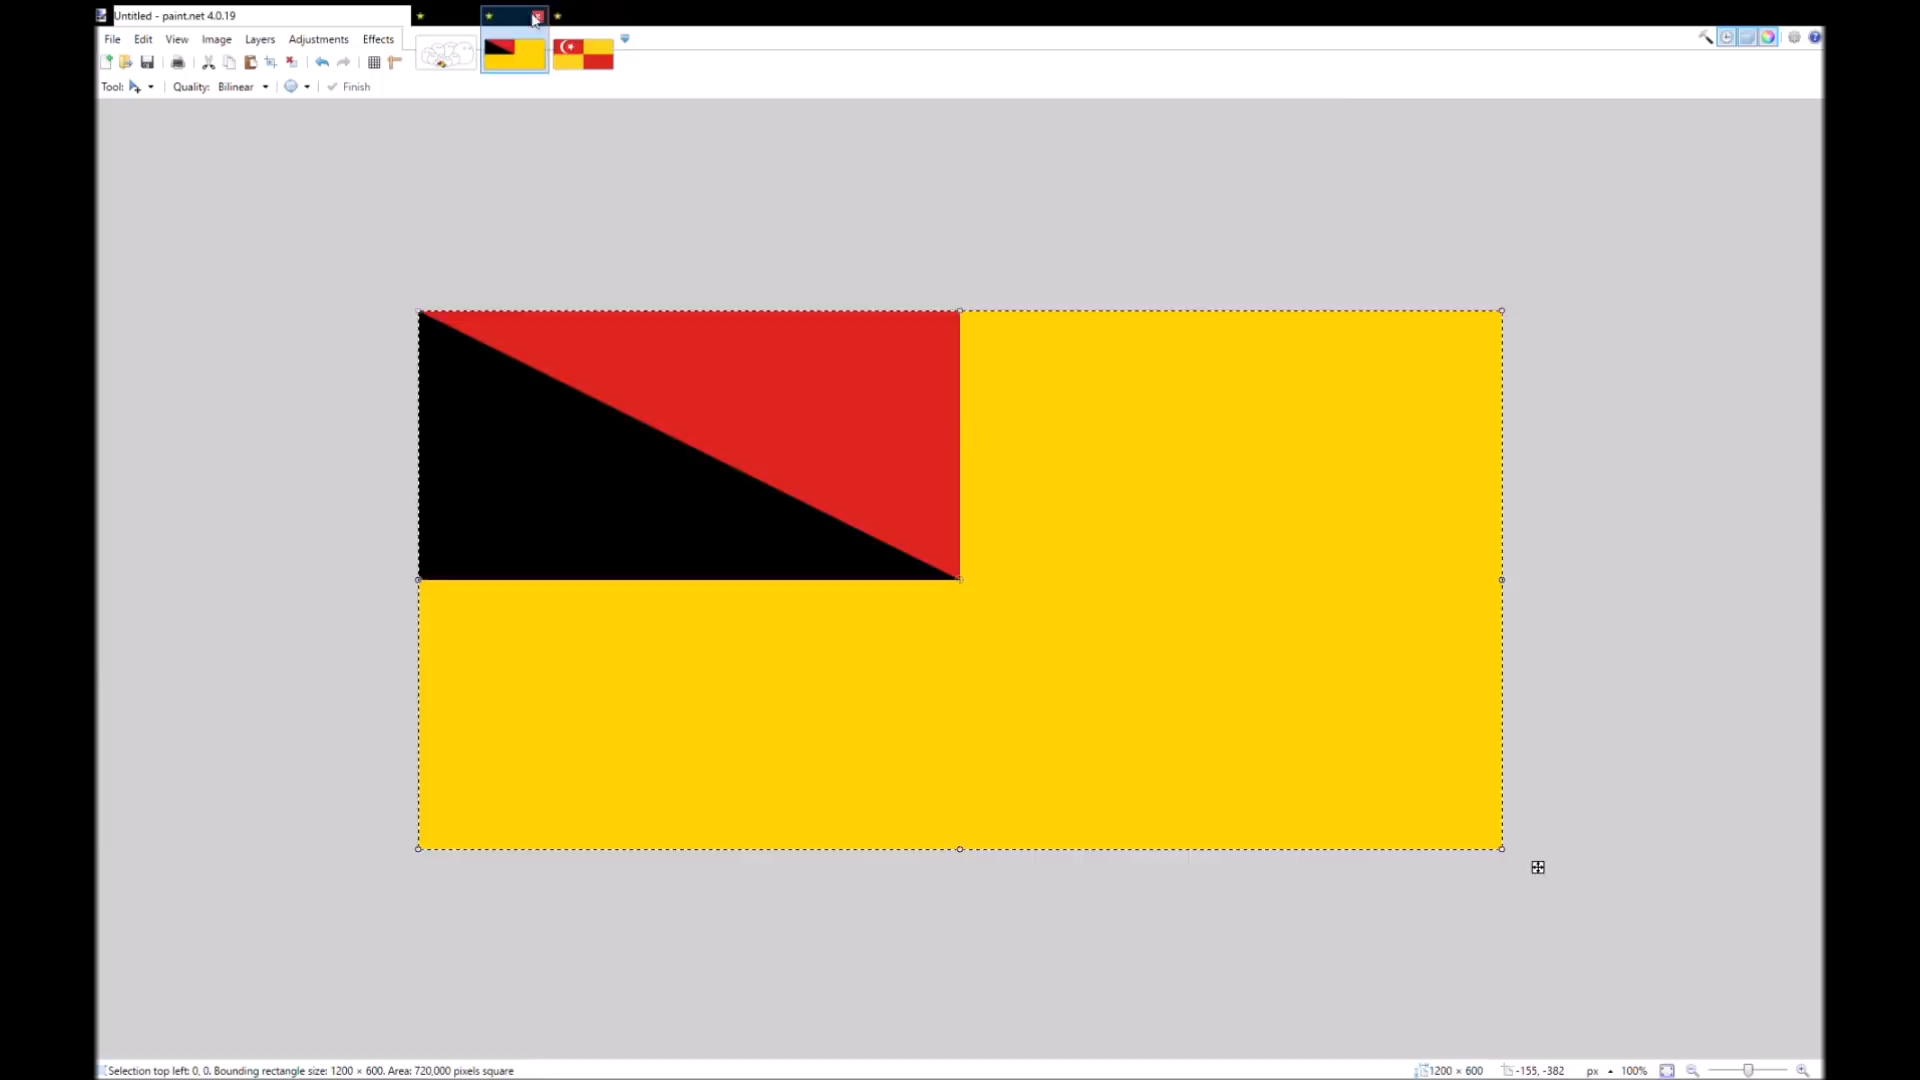 Untitled - paint.net 4.0.19
File Edit View Image Layers Adjustments Effects
Tool: Quality: Bilinear Finish
Selection top left: 0, 0. Bounding rectangle size: 1200 × 600. Area: 720,000 pixels square
1200 × 600 -155, -382 px 100%